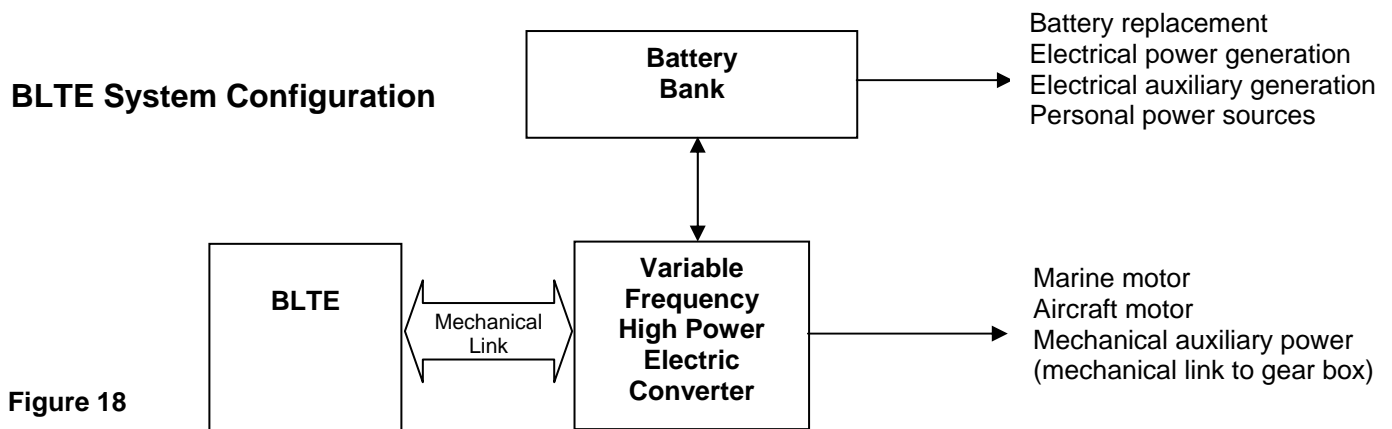 BLTE System Configuration
Battery
Bank
Battery replacement
Electrical power generation
Electrical auxiliary generation
Personal power sources
BLTE
Mechanical
Link
Variable
Frequency
High Power
Electric
Converter
Marine motor
Aircraft motor
Mechanical auxiliary power
(mechanical link to gear box)
Figure 18